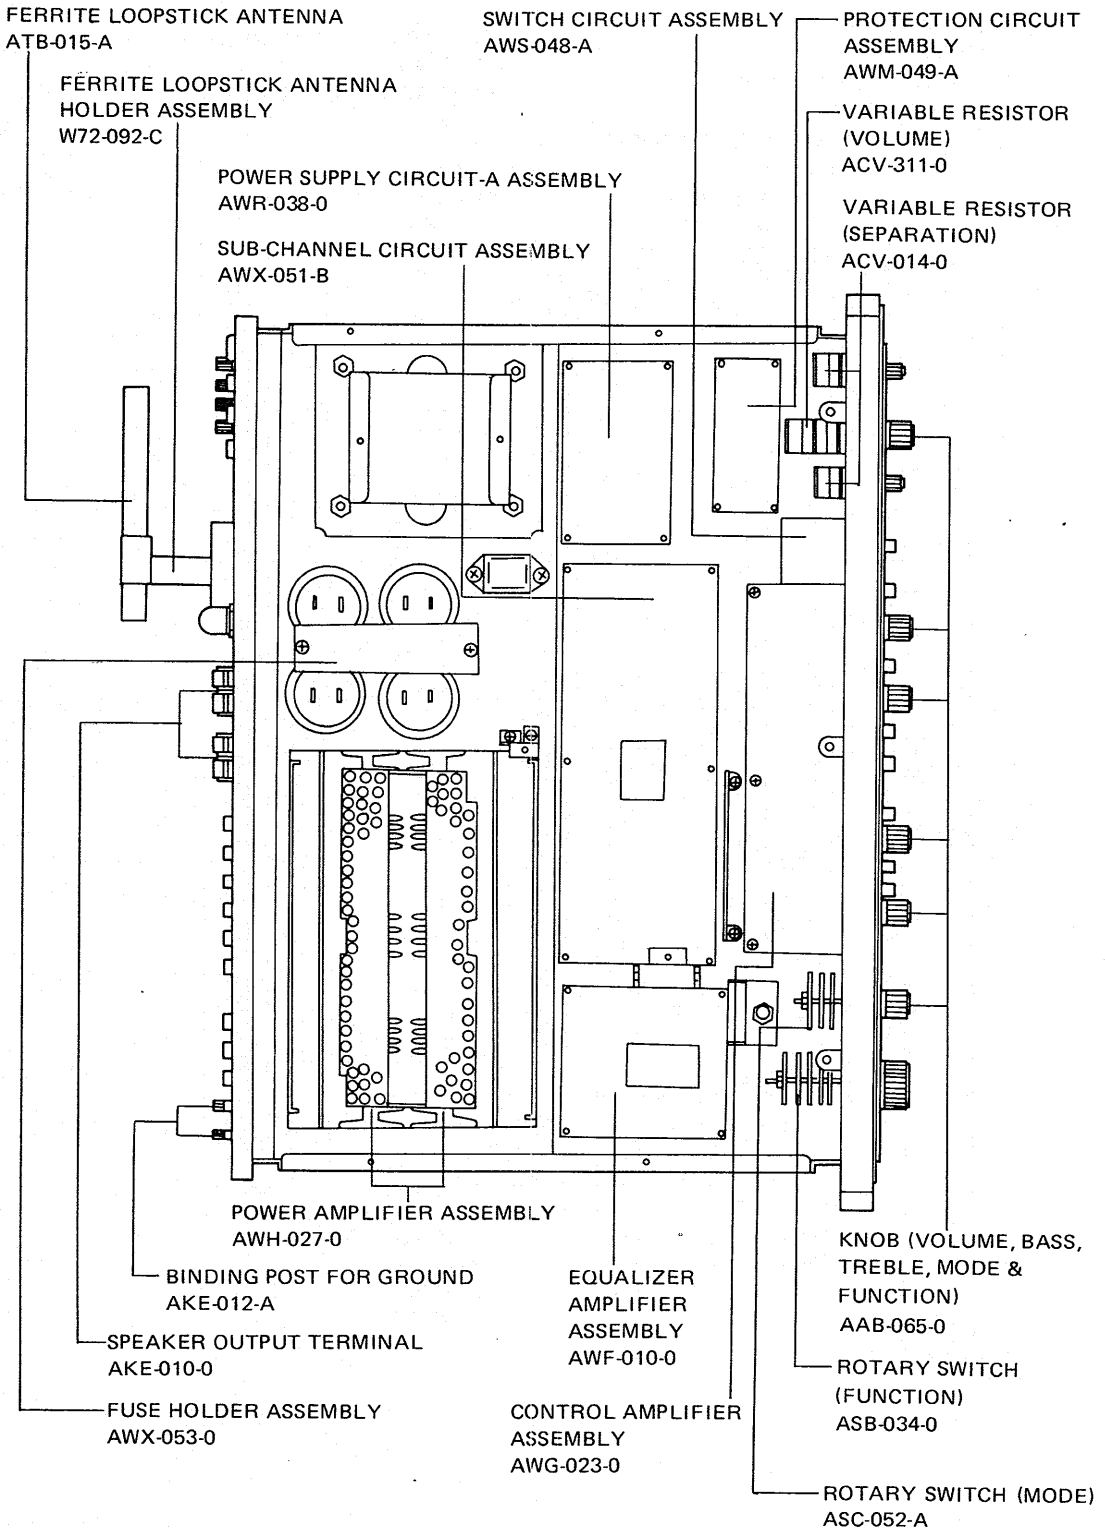 FERRITE LOOPSTICK ANTENNA
ATB-015-A
FERRITE LOOPSTICK ANTENNA
HOLDER ASSEMBLY
W72-092-C
SWITCH CIRCUIT ASSEMBLY
AWS-048-A
PROTECTION CIRCUIT
ASSEMBLY
AWM-049-A
VARIABLE RESISTOR
(VOLUME)
ACV-311-0
POWER SUPPLY CIRCUIT-A ASSEMBLY
AWR-038-0
VARIABLE RESISTOR
(SEPARATION)
ACV-014-0
SUB-CHANNEL CIRCUIT ASSEMBLY
AWX-051-B
POWER AMPLIFIER ASSEMBLY
AWH-027-0
BINDING POST FOR GROUND
AKE-012-A
SPEAKER OUTPUT TERMINAL
AKE-010-0
FUSE HOLDER ASSEMBLY
AWX-053-0
EQUALIZER
AMPLIFIER
ASSEMBLY
AWF-010-0
CONTROL AMPLIFIER
ASSEMBLY
AWG-023-0
KNOB (VOLUME, BASS,
TREBLE, MODE &
FUNCTION)
AAB-065-0
ROTARY SWITCH
(FUNCTION)
ASB-034-0
ROTARY SWITCH (MODE)
ASC-052-A